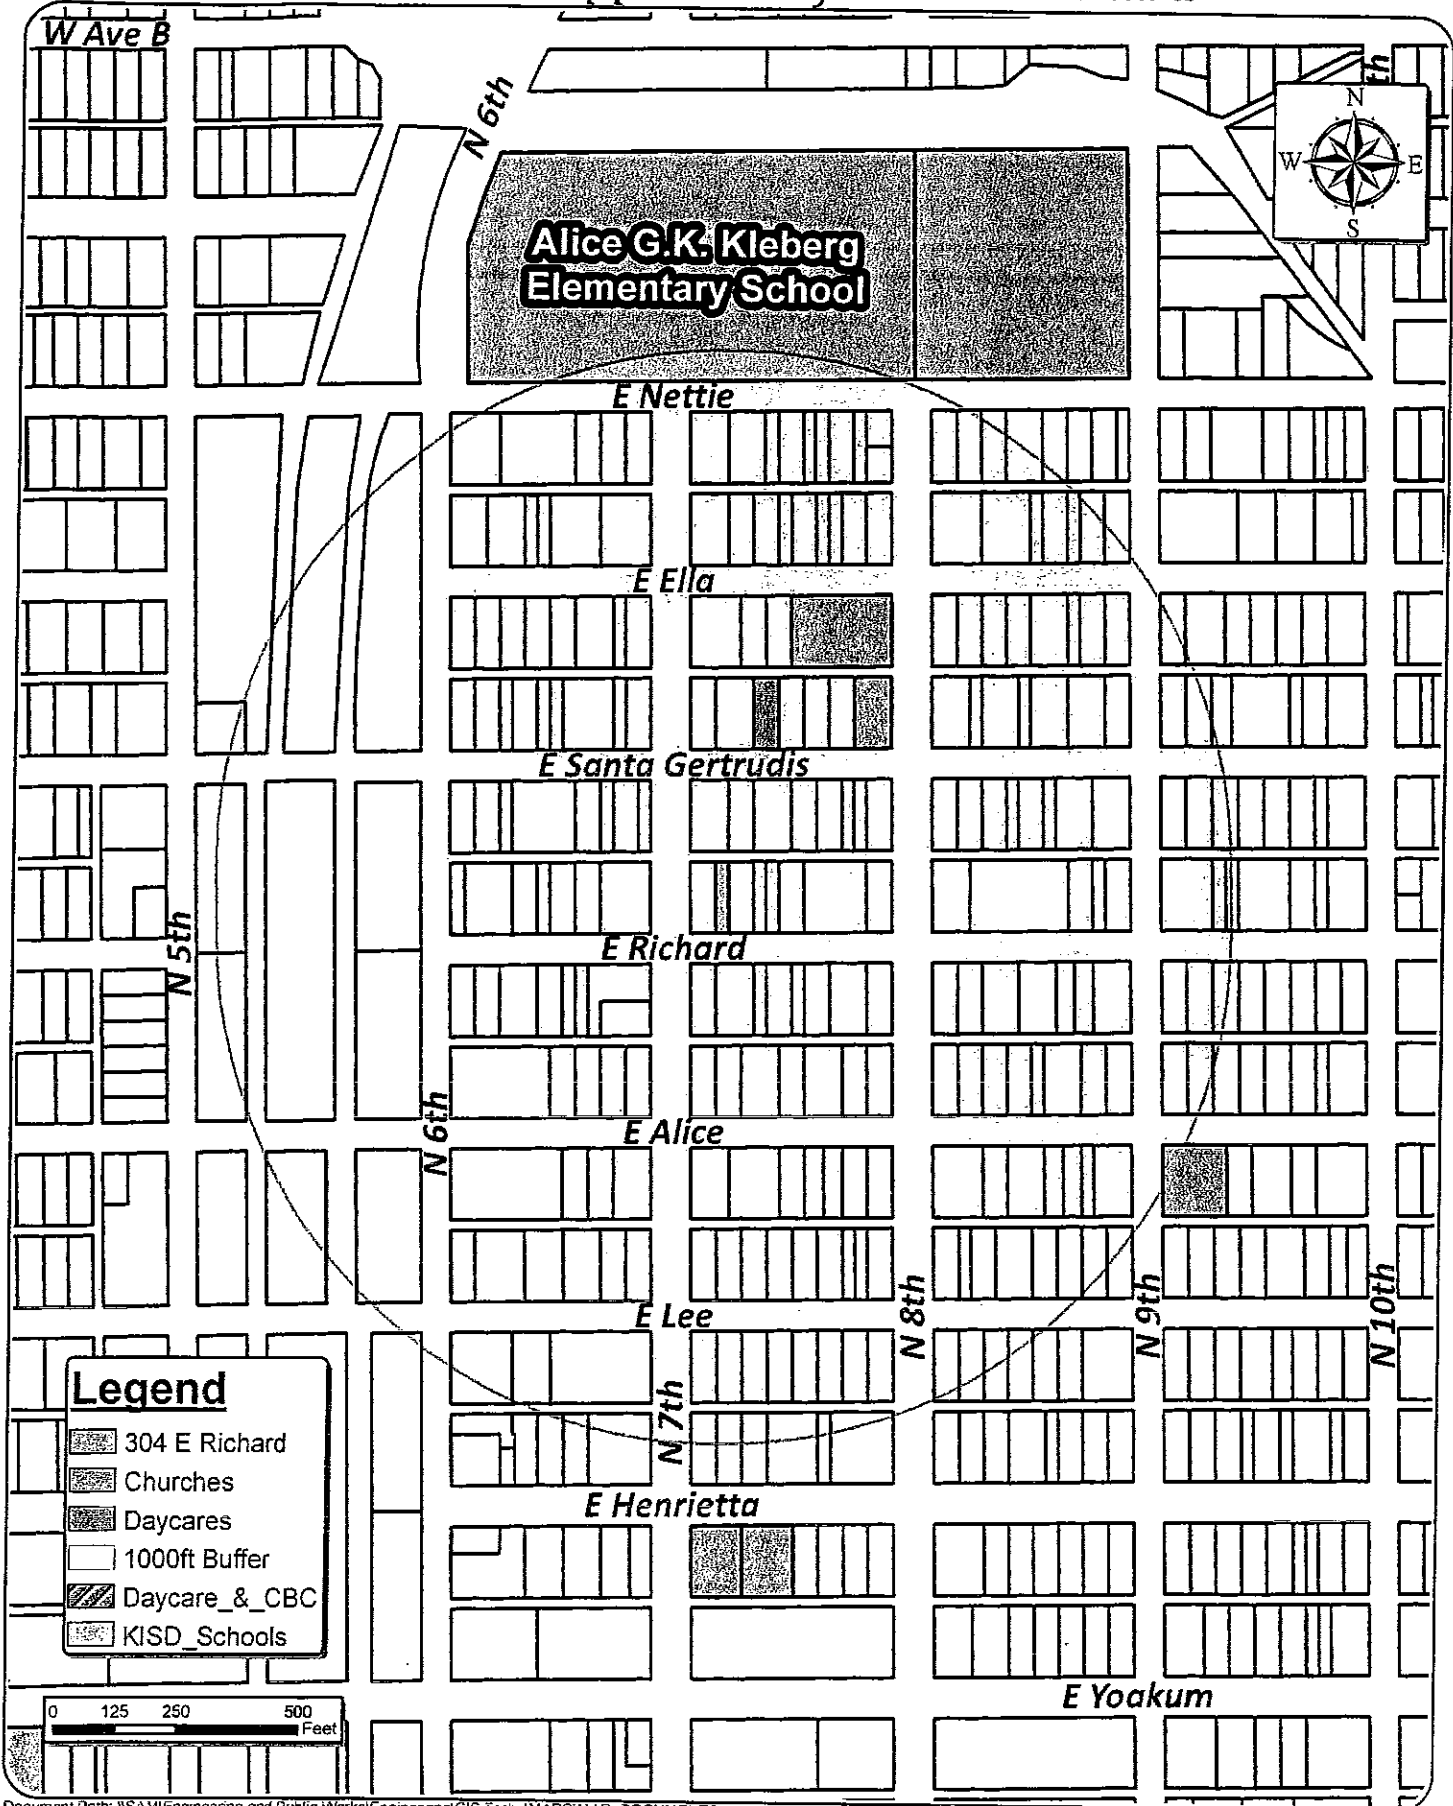 W Ave B
N 6th
th
N
W E
S
Alice G.K. Kleberg
Elementary School
E Nettie
E Ella
E Santa Gertrudis
N 5th
E Richard
N 6th
E Alice
N 8th
N 9th
N 10th
E Lee
N 7th
Legend
304 E Richard
Churches
Daycares
1000ft Buffer
Daycare_&_CBC
KISD_Schools
E Henrietta
E Yoakum
0 125 250 500
Feet